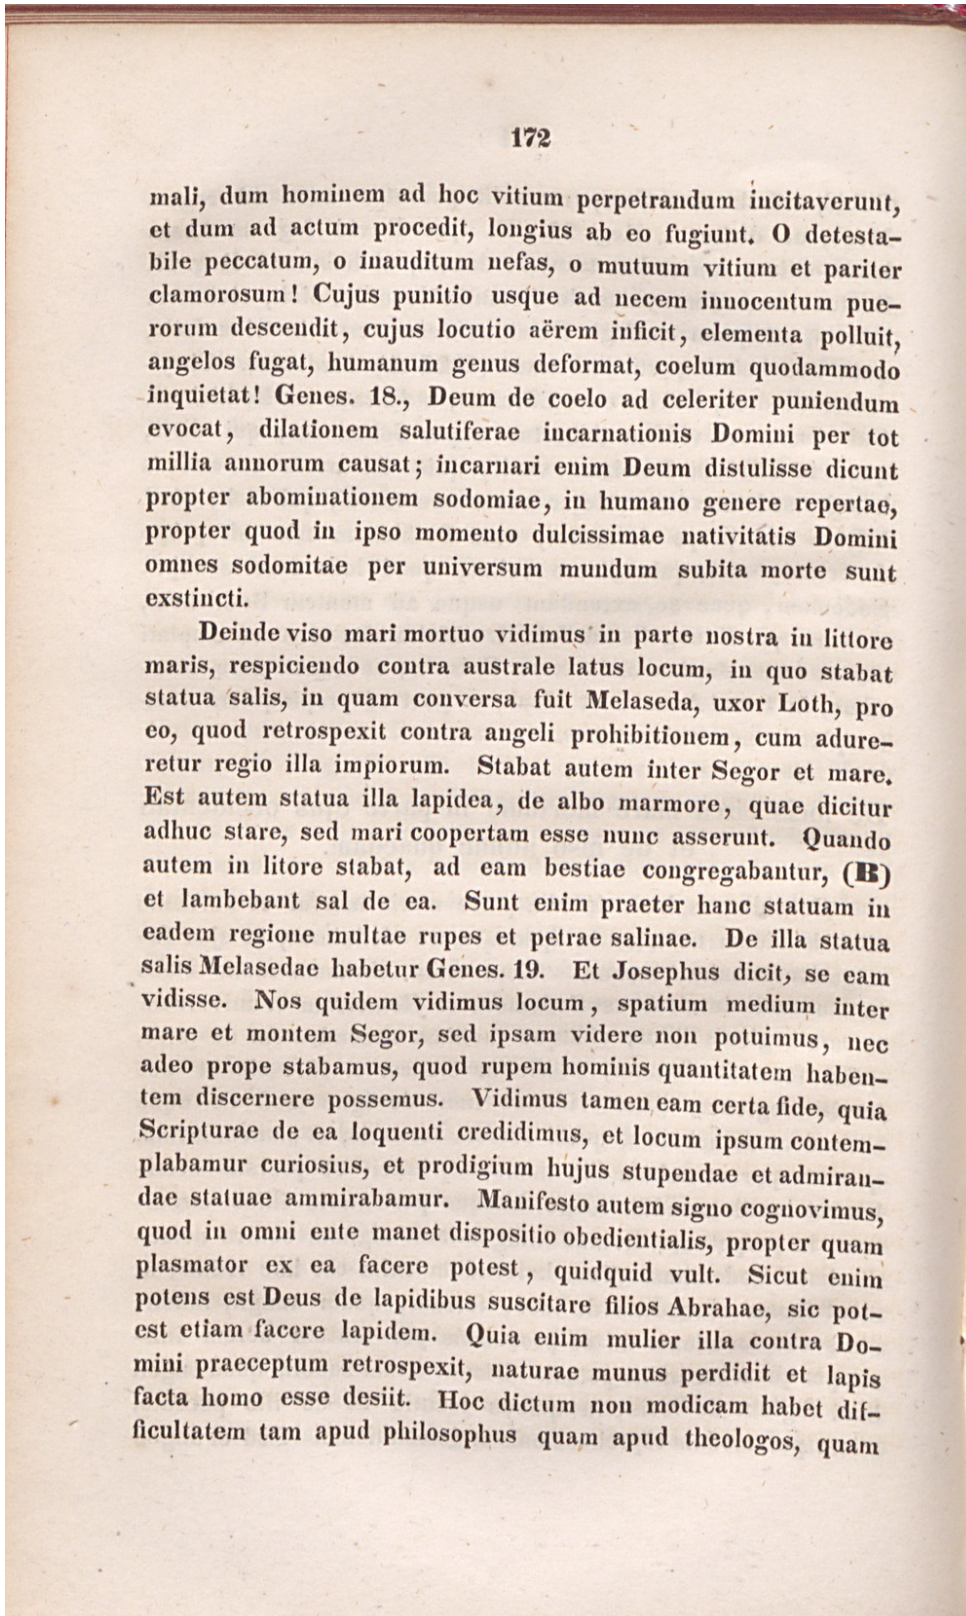 172
mali, dum hominem ad hoc vitium perpetrandum incitaverunt,
et dum ad actum procedit, longius ab eo fugiunt. O detesta-
bile peccatum, o inauditum nefas, o mutuum vitium et pariter
clamorosum! Cujus punitio usque ad necem innocentum pue-
rorum descendit, cujus locutio aërem inficit, elementa polluit,
angelos fugat, humanum genus deformat, coelum quodammodo
inquietat! Genes. 18., Deum de coelo ad celeriter puniendum
evocat, dilationem salutiferae incarnationis Domini per tot
millia annorum causat; incarnari enim Deum distulisse dicunt
propter abominationem sodomiae, in humano genere repertae,
propter quod in ipso momento dulcissimae nativitatis Domini
omnes sodomitae per universum mundum subita morte sunt
exstincti.
Deinde viso mari mortuo vidimus in parte nostra in littore
maris, respiciendo contra australe latus locum, in quo stabat
statua salis, in quam conversa fuit Melaseda, uxor Loth, pro
eo, quod retrospexit contra angeli prohibitionem, cum adure-
retur regio illa impiorum. Stabat autem inter Segor et mare.
Est autem statua illa lapidea, de albo marmore, quae dicitur
adhuc stare, sed mari coopertam esse nunc asserunt. Quando
autem in litore stabat, ad eam bestiae congregabantur, (B)
et lambebant sal de ea. Sunt enim praeter hanc statuam in
eadem regione multae rupes et petrae salinae. De illa statua
salis Melasedae habetur Genes. 19. Et Josephus dicit, se eam
vidisse. Nos quidem vidimus locum, spatium medium inter
mare et montem Segor, sed ipsam videre non potuimus, nec
adeo prope stabamus, quod rupem hominis quantitatem haben-
tem discernere possemus. Vidimus tamen eam certa fide, quia
Scripturae de ea loquenti credidimus, et locum ipsum contem-
plabamur curiosius, et prodigium hujus stupendae et admiran-
dae statuae ammirabamur. Manifesto autem signo cognovimus,
quod in omni ente manet dispositio obedientialis, propter quam
plasmator ex ea facere potest, quidquid vult. Sicut enim
potens est Deus de lapidibus suscitare filios Abrahae, sic pot-
est etiam facere lapidem. Quia enim mulier illa contra Do-
mini praeceptum retrospexit, naturae munus perdidit et lapis
facta homo esse desiit. Hoc dictum non modicam habet dif-
ficultatem tam apud philosophus quam apud theologos, quam